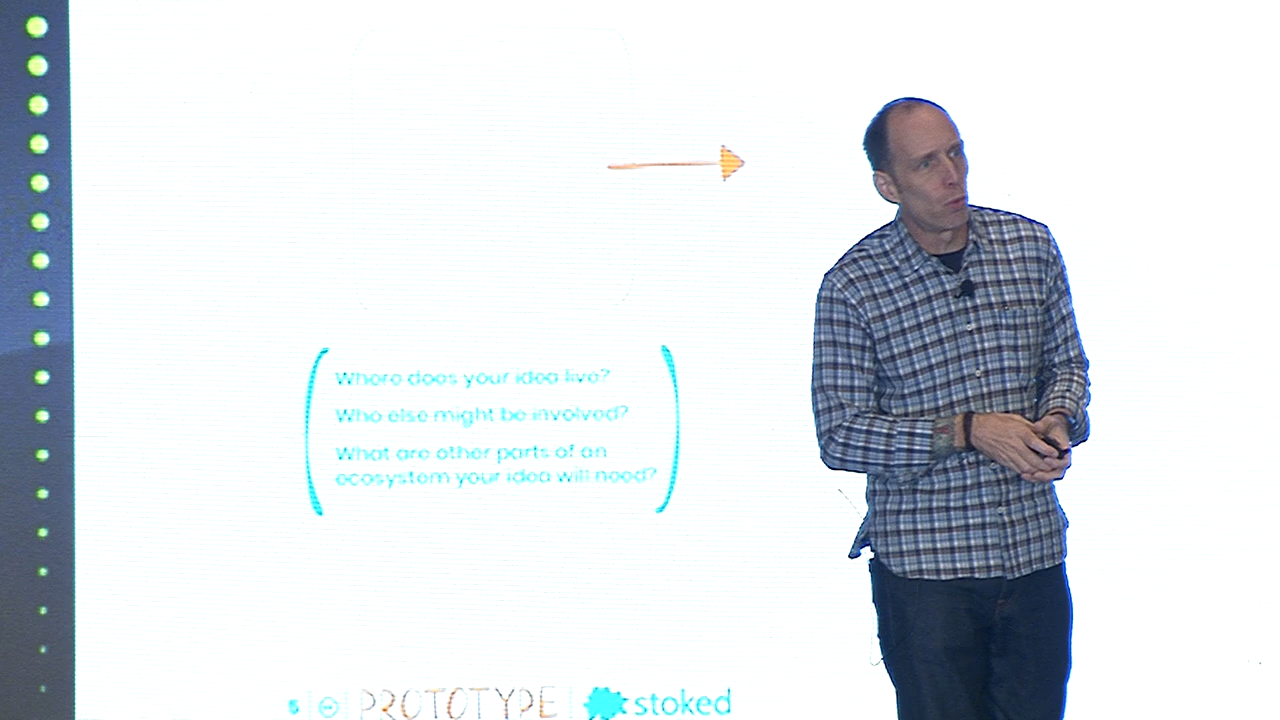 Where does your idea live?
Who else might be involved?
What are other parts of an
ecosystem your idea will need?
5 PROTOTYPE stoked